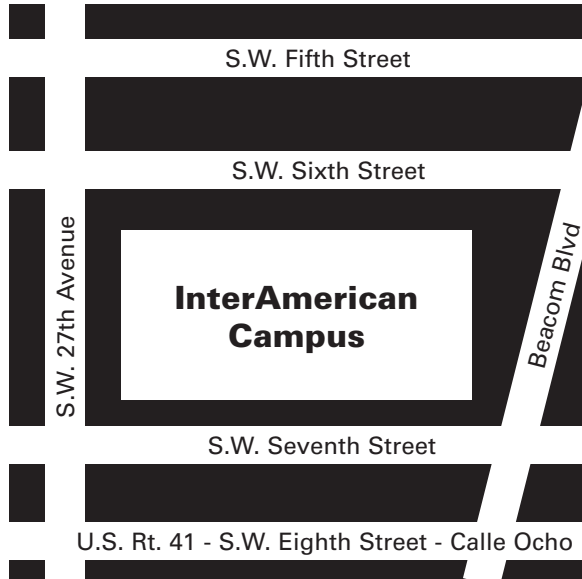 S.W. Fifth Street
S.W. Sixth Street
S.W. 27th Avenue
InterAmerican
Campus
Beacom Blvd
S.W. Seventh Street
U.S. Rt. 41 - S.W. Eighth Street - Calle Ocho